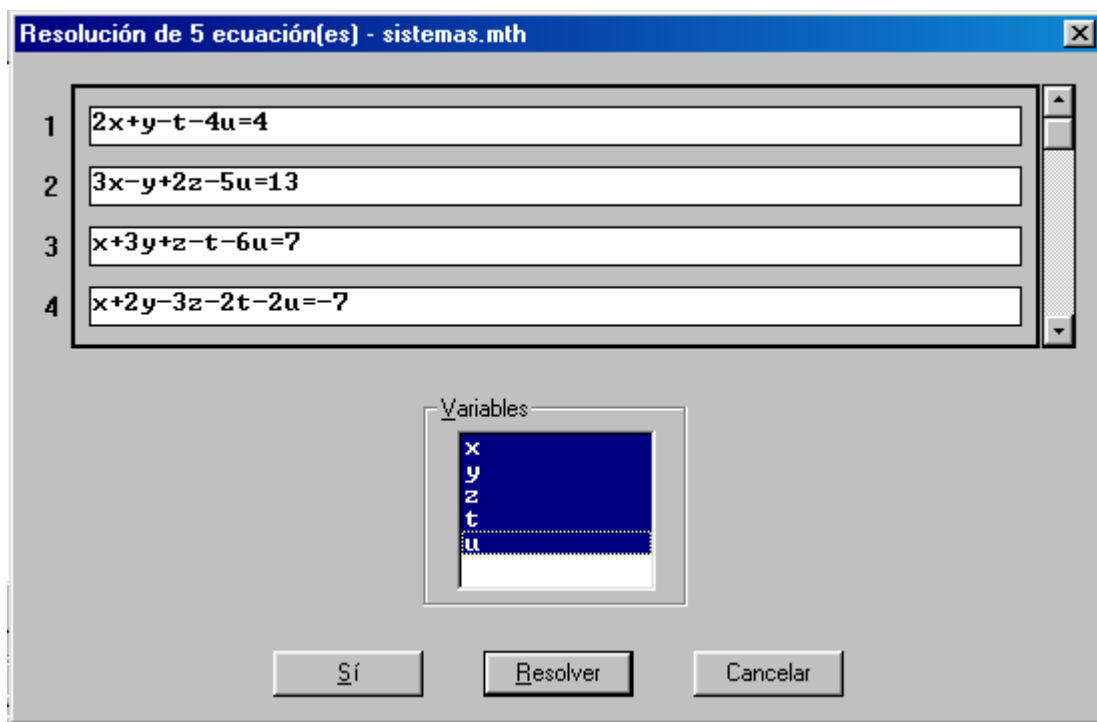 Resolución de 5 ecuación(es) - sistemas.mth
1 2x+y-t-4u=4
2 3x-y+2z-5u=13
3 x+3y+z-t-6u=7
4 x+2y-3z-2t-2u=-7
Variables
x
y
z
t
u
Sí Resolver Cancelar